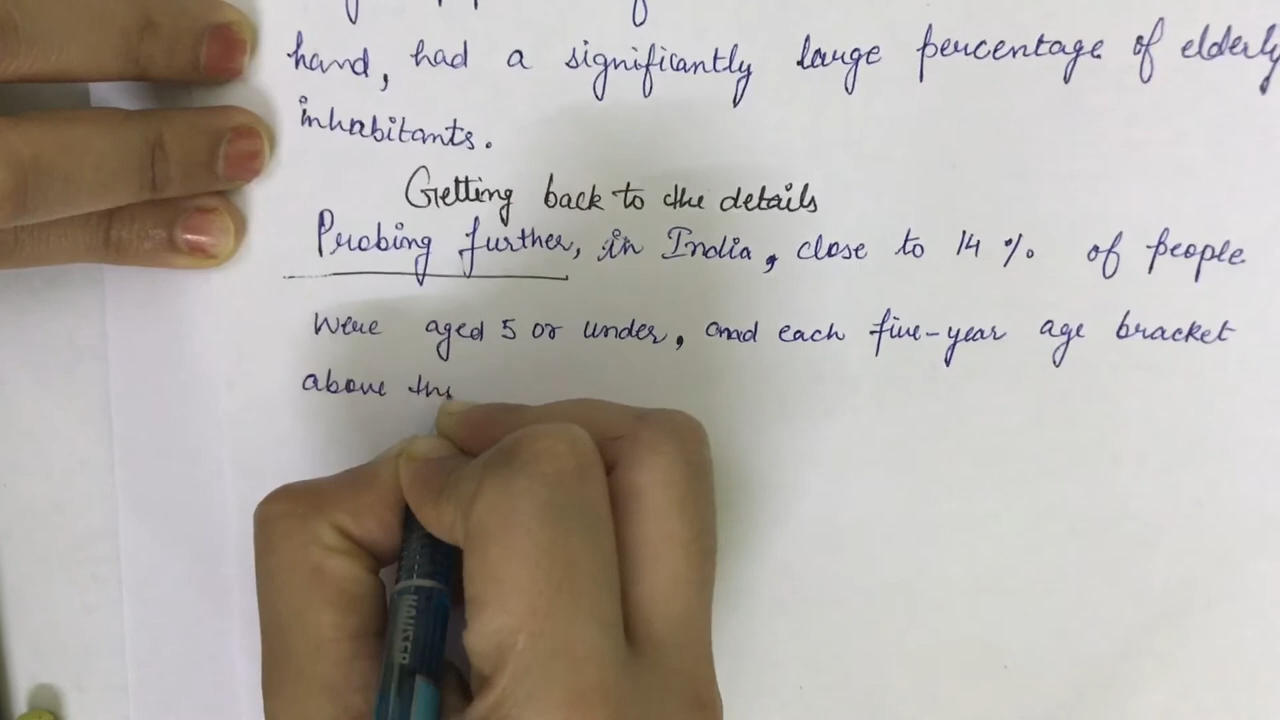 hand, had a significantly large percentage of elderly
inhabitants.
Getting back to the details
Probing further, in India, close to 14 % of people
were aged 5 or under, and each five-year age bracket
above
HAUSER